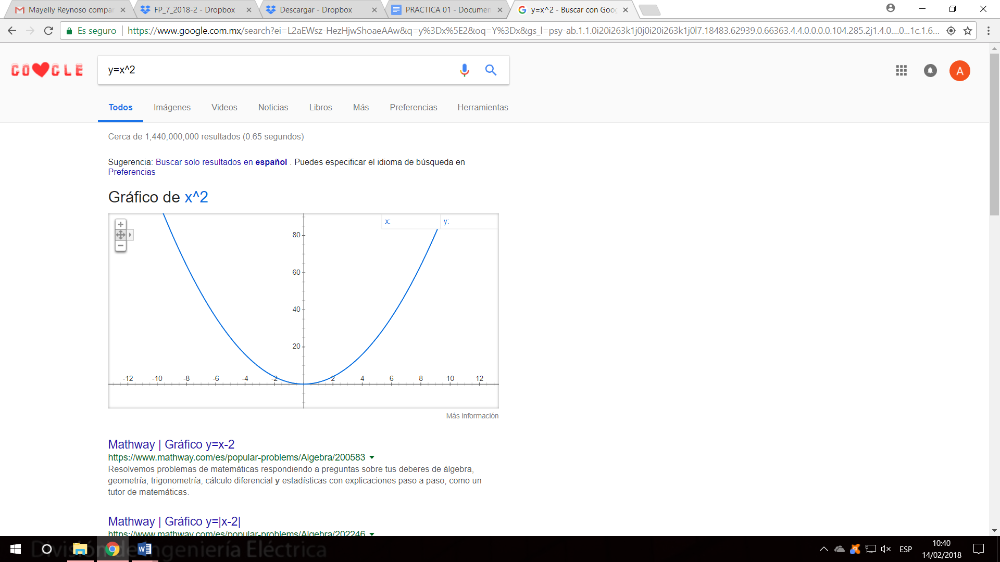 Mayelly Reynoso compar
FP_7_2018-2 - Dropbox
Descargar - Dropbox
PRACTICA 01 - Documen
y=x^2 - Buscar con Goog
Es seguro
https://www.google.com.mx/search?ei=L2aEWsz-HezHjwShoaeAAw&q=y%3Dx%5E2&oq=Y%3Dx&gs_l=psy-ab.1.1.0i20i263k1j0j0i20i263k1j0l7.18483.62939.0.66363.4.4.0.0.0.0.104.285.2j1.4.0....0...1c.1.6...
GO GLE
y=x^2
A
Todos
Imágenes
Videos
Noticias
Libros
Más
Preferencias
Herramientas
Cerca de 1,440,000,000 resultados (0.65 segundos)
Sugerencia: Buscar solo resultados en español . Puedes especificar el idioma de búsqueda en
Preferencias
Gráfico de x^2
x:
y:
80
60
40
20
-12 -10 -8 -6 -4 -2 2 4 6 8 10 12
Más información
Mathway | Gráfico y=x-2
https://www.mathway.com/es/popular-problems/Algebra/200583
Resolvemos problemas de matemáticas respondiendo a preguntas sobre tus deberes de álgebra,
geometría, trigonometría, cálculo diferencial y estadísticas con explicaciones paso a paso, como un
tutor de matemáticas.
Mathway | Gráfico y=|x-2|
https://www.mathway.com/es/popular-problems/Algebra/202246
División de Ingeniería Eléctrica
ESP
10:40
14/02/2018